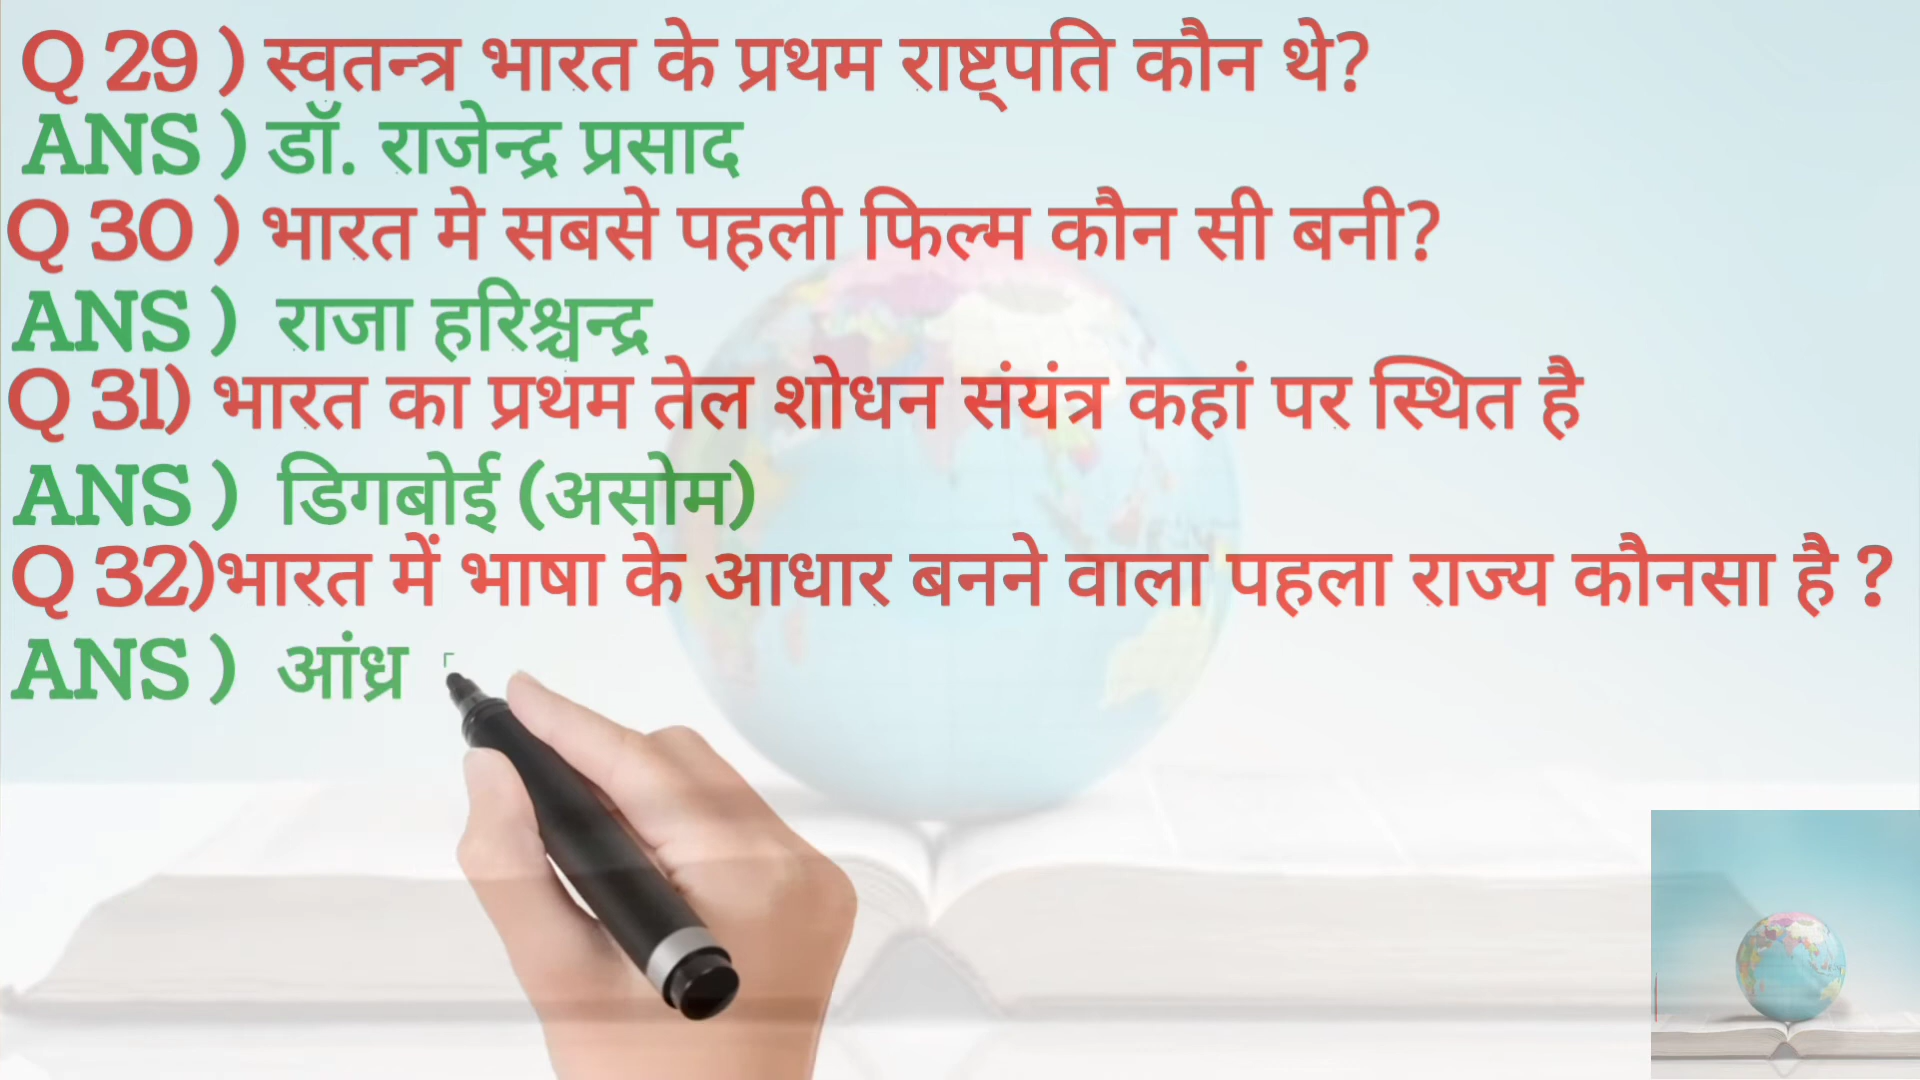 Q 29 ) स्वतन्त्र भारत के प्रथम राष्ट्पति कौन थे?
ANS ) डॉ. राजेन्द्र प्रसाद
Q 30 ) भारत मे सबसे पहली फिल्म कौन सी बनी?
ANS ) राजा हरिश्चन्द्र
Q 31) भारत का प्रथम तेल शोधन संयंत्र कहां पर स्थित है
ANS ) डिगबोई (असोम)
Q 32)भारत में भाषा के आधार बनने वाला पहला राज्य कौनसा है ?
ANS ) आंध्र